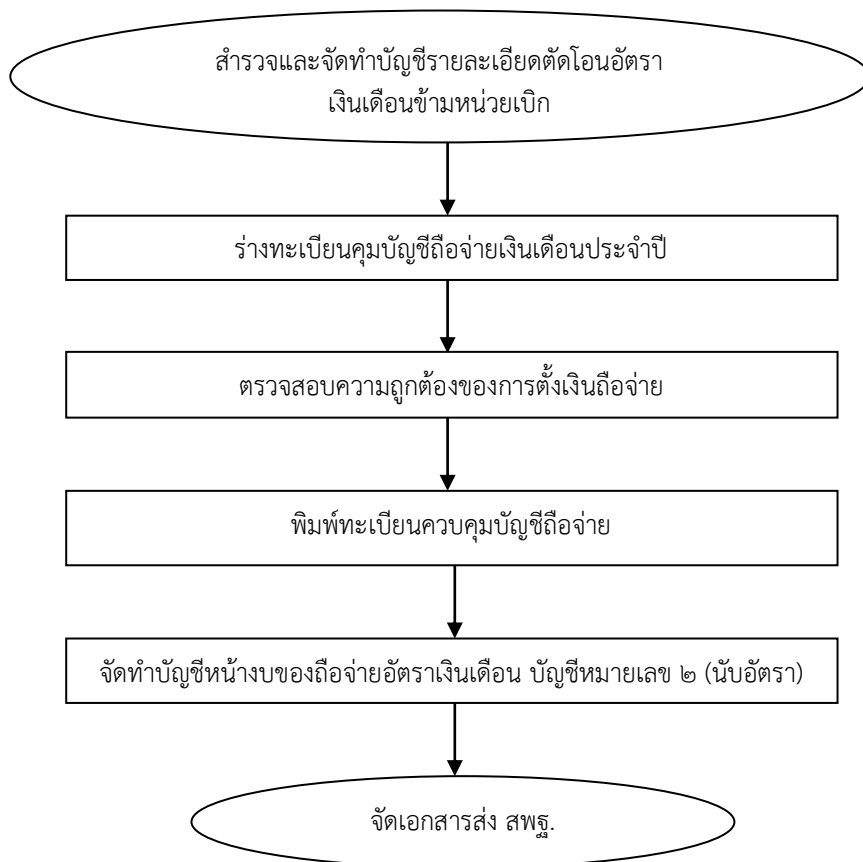 สำรวจและจัดทำบัญชีรายละเอียดตัดโอนอัตรา
เงินเดือนข้ามหน่วยเบิก
ร่างทะเบียนคุมบัญชีถือจ่ายเงินเดือนประจำปี
ตรวจสอบความถูกต้องของการตั้งเงินถือจ่าย
พิมพ์ทะเบียนควบคุมบัญชีถือจ่าย
จัดทำบัญชีหน้างบของถือจ่ายอัตราเงินเดือน บัญชีหมายเลข ๒ (นับอัตรา)
จัดเอกสารส่ง สพฐ.